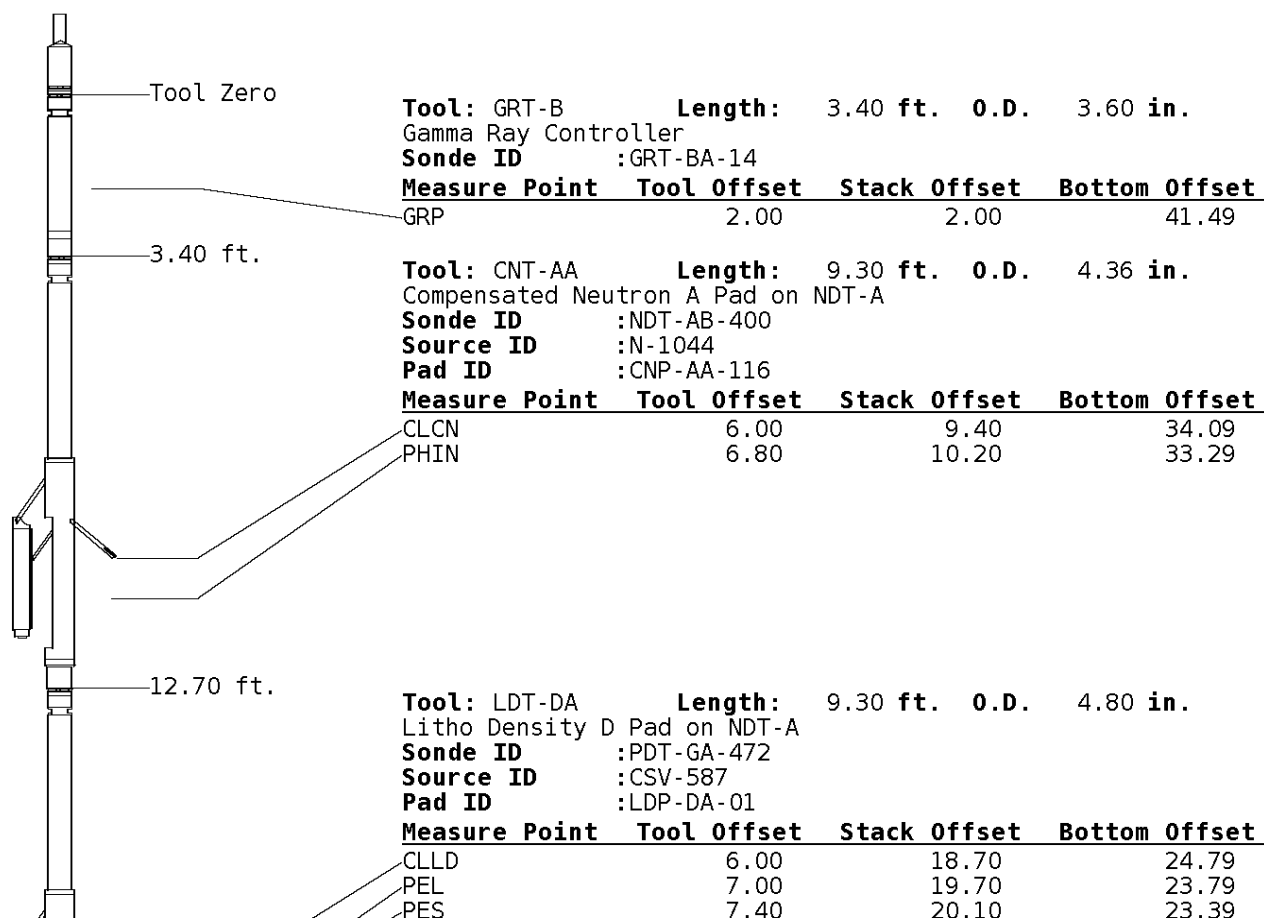 Tool Zero
Tool: GRT-B Length: 3.40 ft. O.D. 3.60 in.
Gamma Ray Controller
Sonde ID :GRT-BA-14
Measure Point Tool Offset Stack Offset Bottom Offset
GRP 2.00 2.00 41.49
3.40 ft.
Tool: CNT-AA Length: 9.30 ft. O.D. 4.36 in.
Compensated Neutron A Pad on NDT-A
Sonde ID :NDT-AB-400
Source ID :N-1044
Pad ID :CNP-AA-116
Measure Point Tool Offset Stack Offset Bottom Offset
CLCN 6.00 9.40 34.09
PHIN 6.80 10.20 33.29
12.70 ft.
Tool: LDT-DA Length: 9.30 ft. O.D. 4.80 in.
Litho Density D Pad on NDT-A
Sonde ID :PDT-GA-472
Source ID :CSV-587
Pad ID :LDP-DA-01
Measure Point Tool Offset Stack Offset Bottom Offset
CLLD 6.00 18.70 24.79
PEL 7.00 19.70 23.79
PES 7.40 20.10 23.39